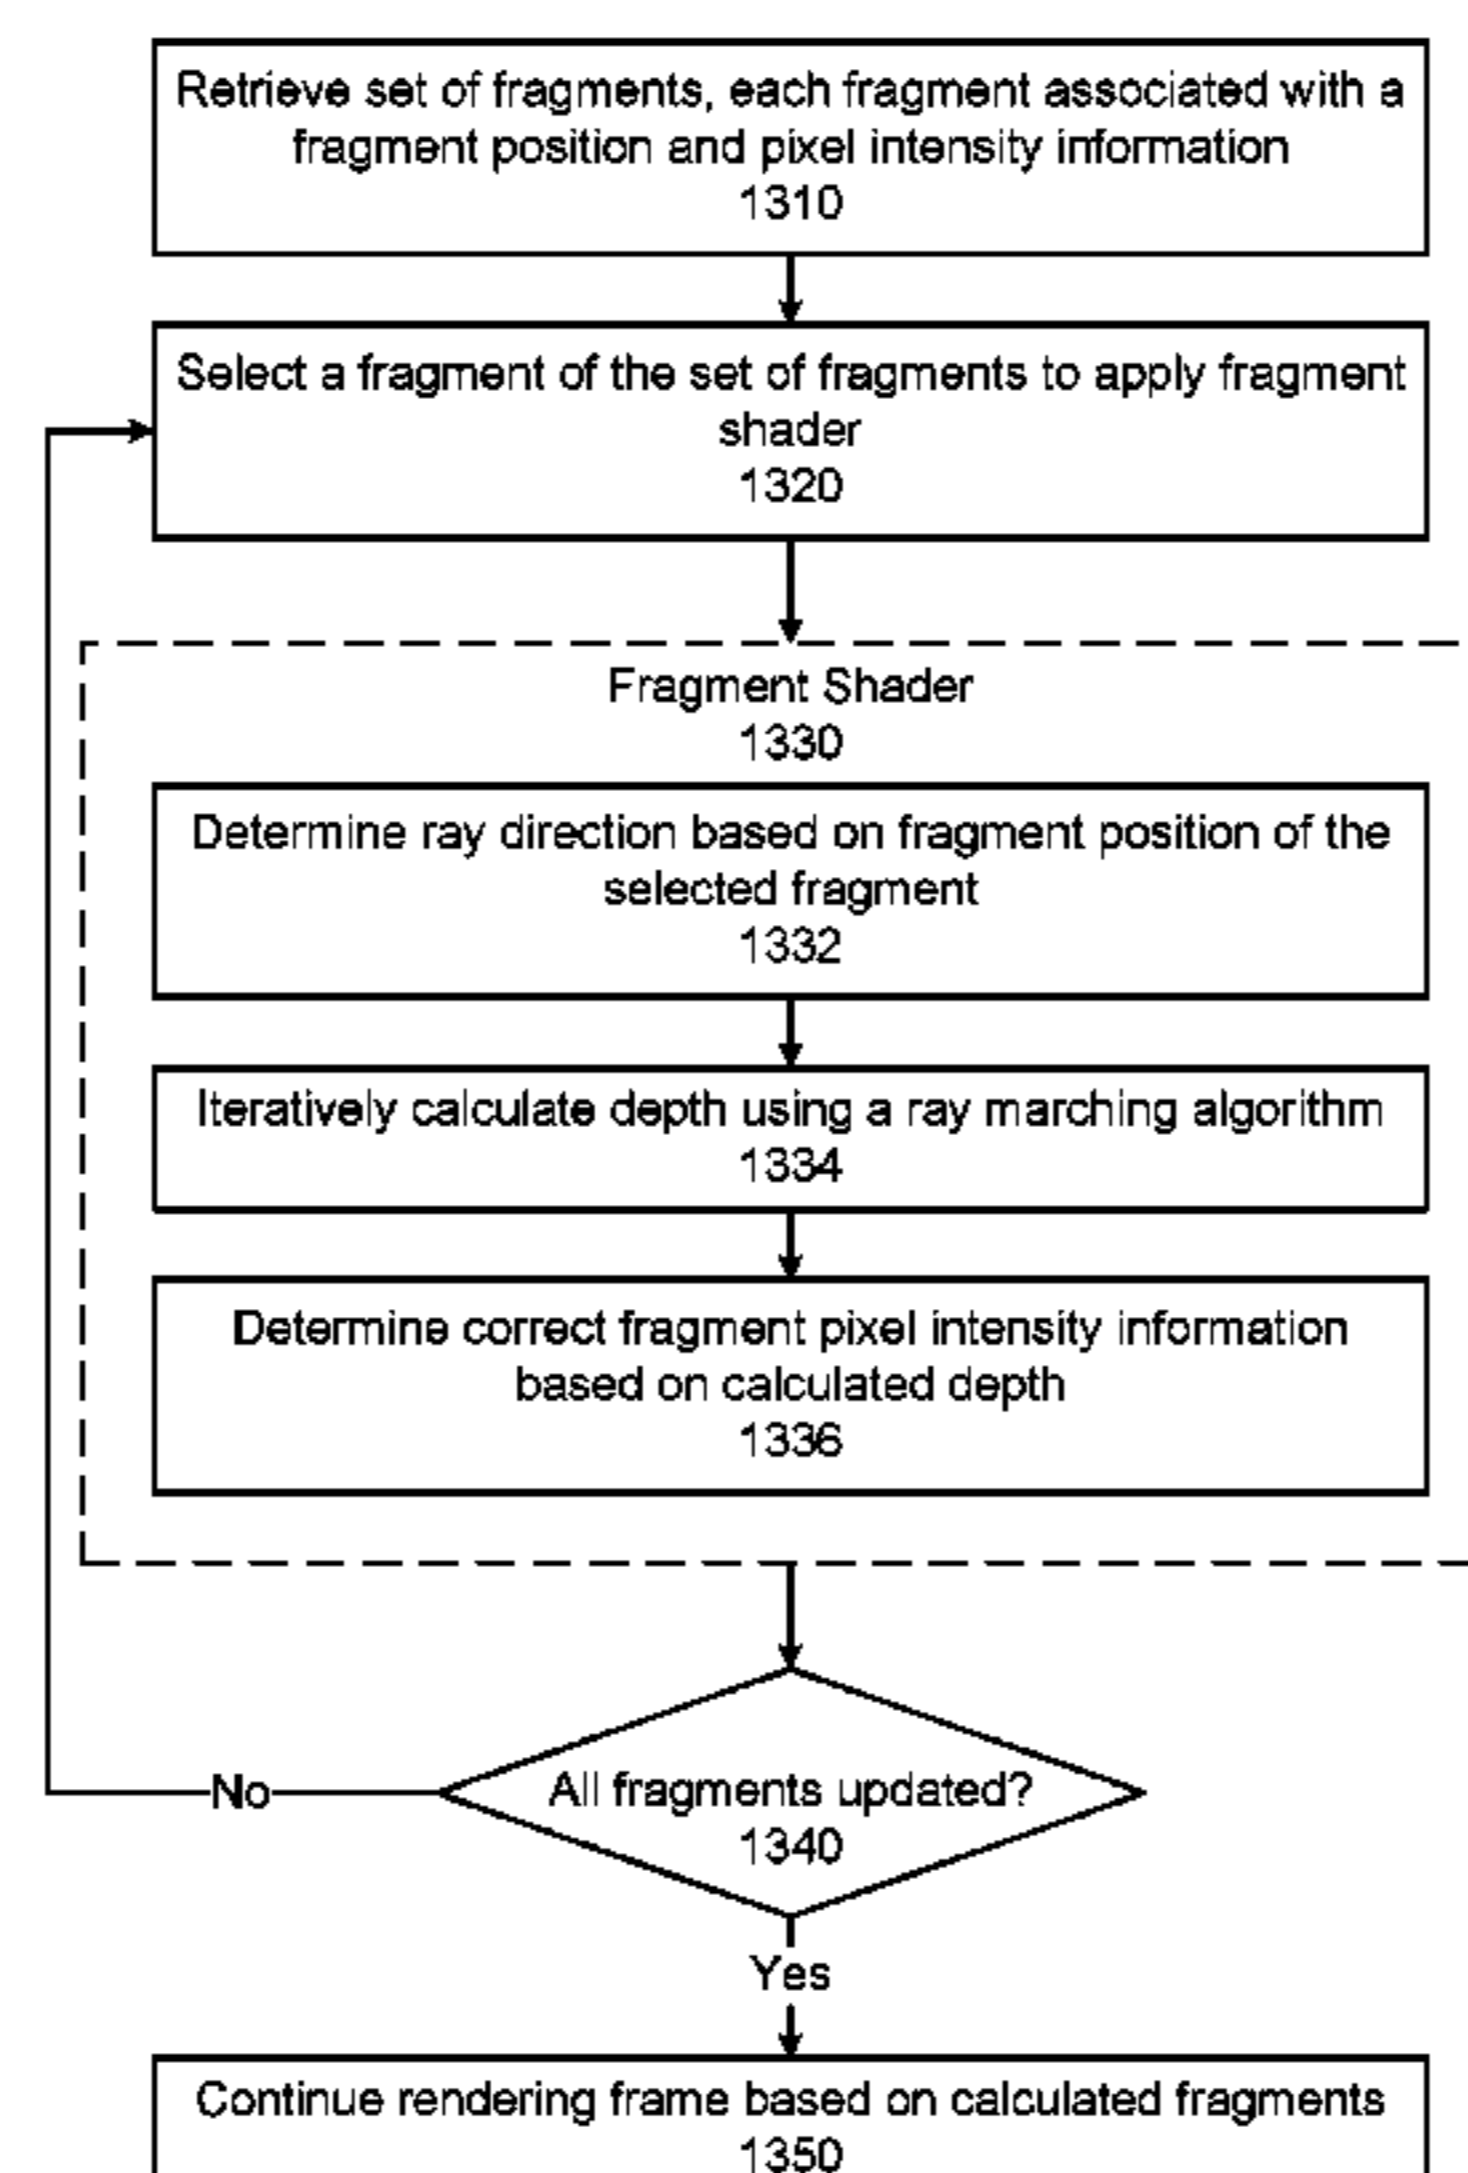 Retrieve set of fragments, each fragment associated with a
fragment position and pixel intensity information
1310
Select a fragment of the set of fragments to apply fragment
shader
1320
Fragment Shader
1330
Determine ray direction based on fragment position of the
selected fragment
1332
Iteratively calculate depth using a ray marching algorithm
1334
Determine correct fragment pixel intensity information
based on calculated depth
1336
All fragments updated?
1340
No
Yes
Continue rendering frame based on calculated fragments
1350